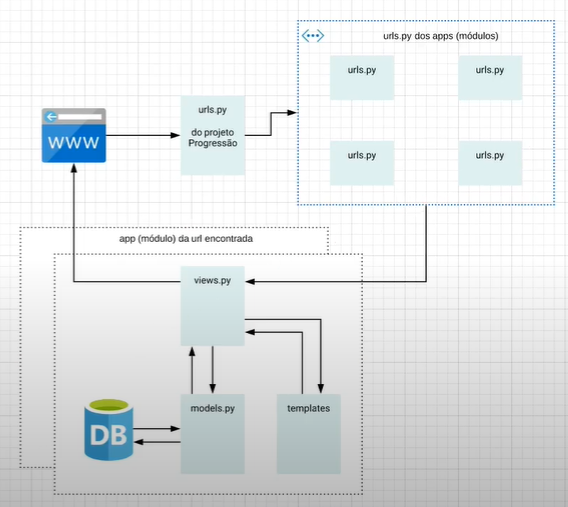 urls.py dos apps (módulos)
urls.py
urls.py
urls.py
do projeto
Progressão
WWW
urls.py
urls.py
app (módulo) da url encontrada
views.py
models.py
templates
DB